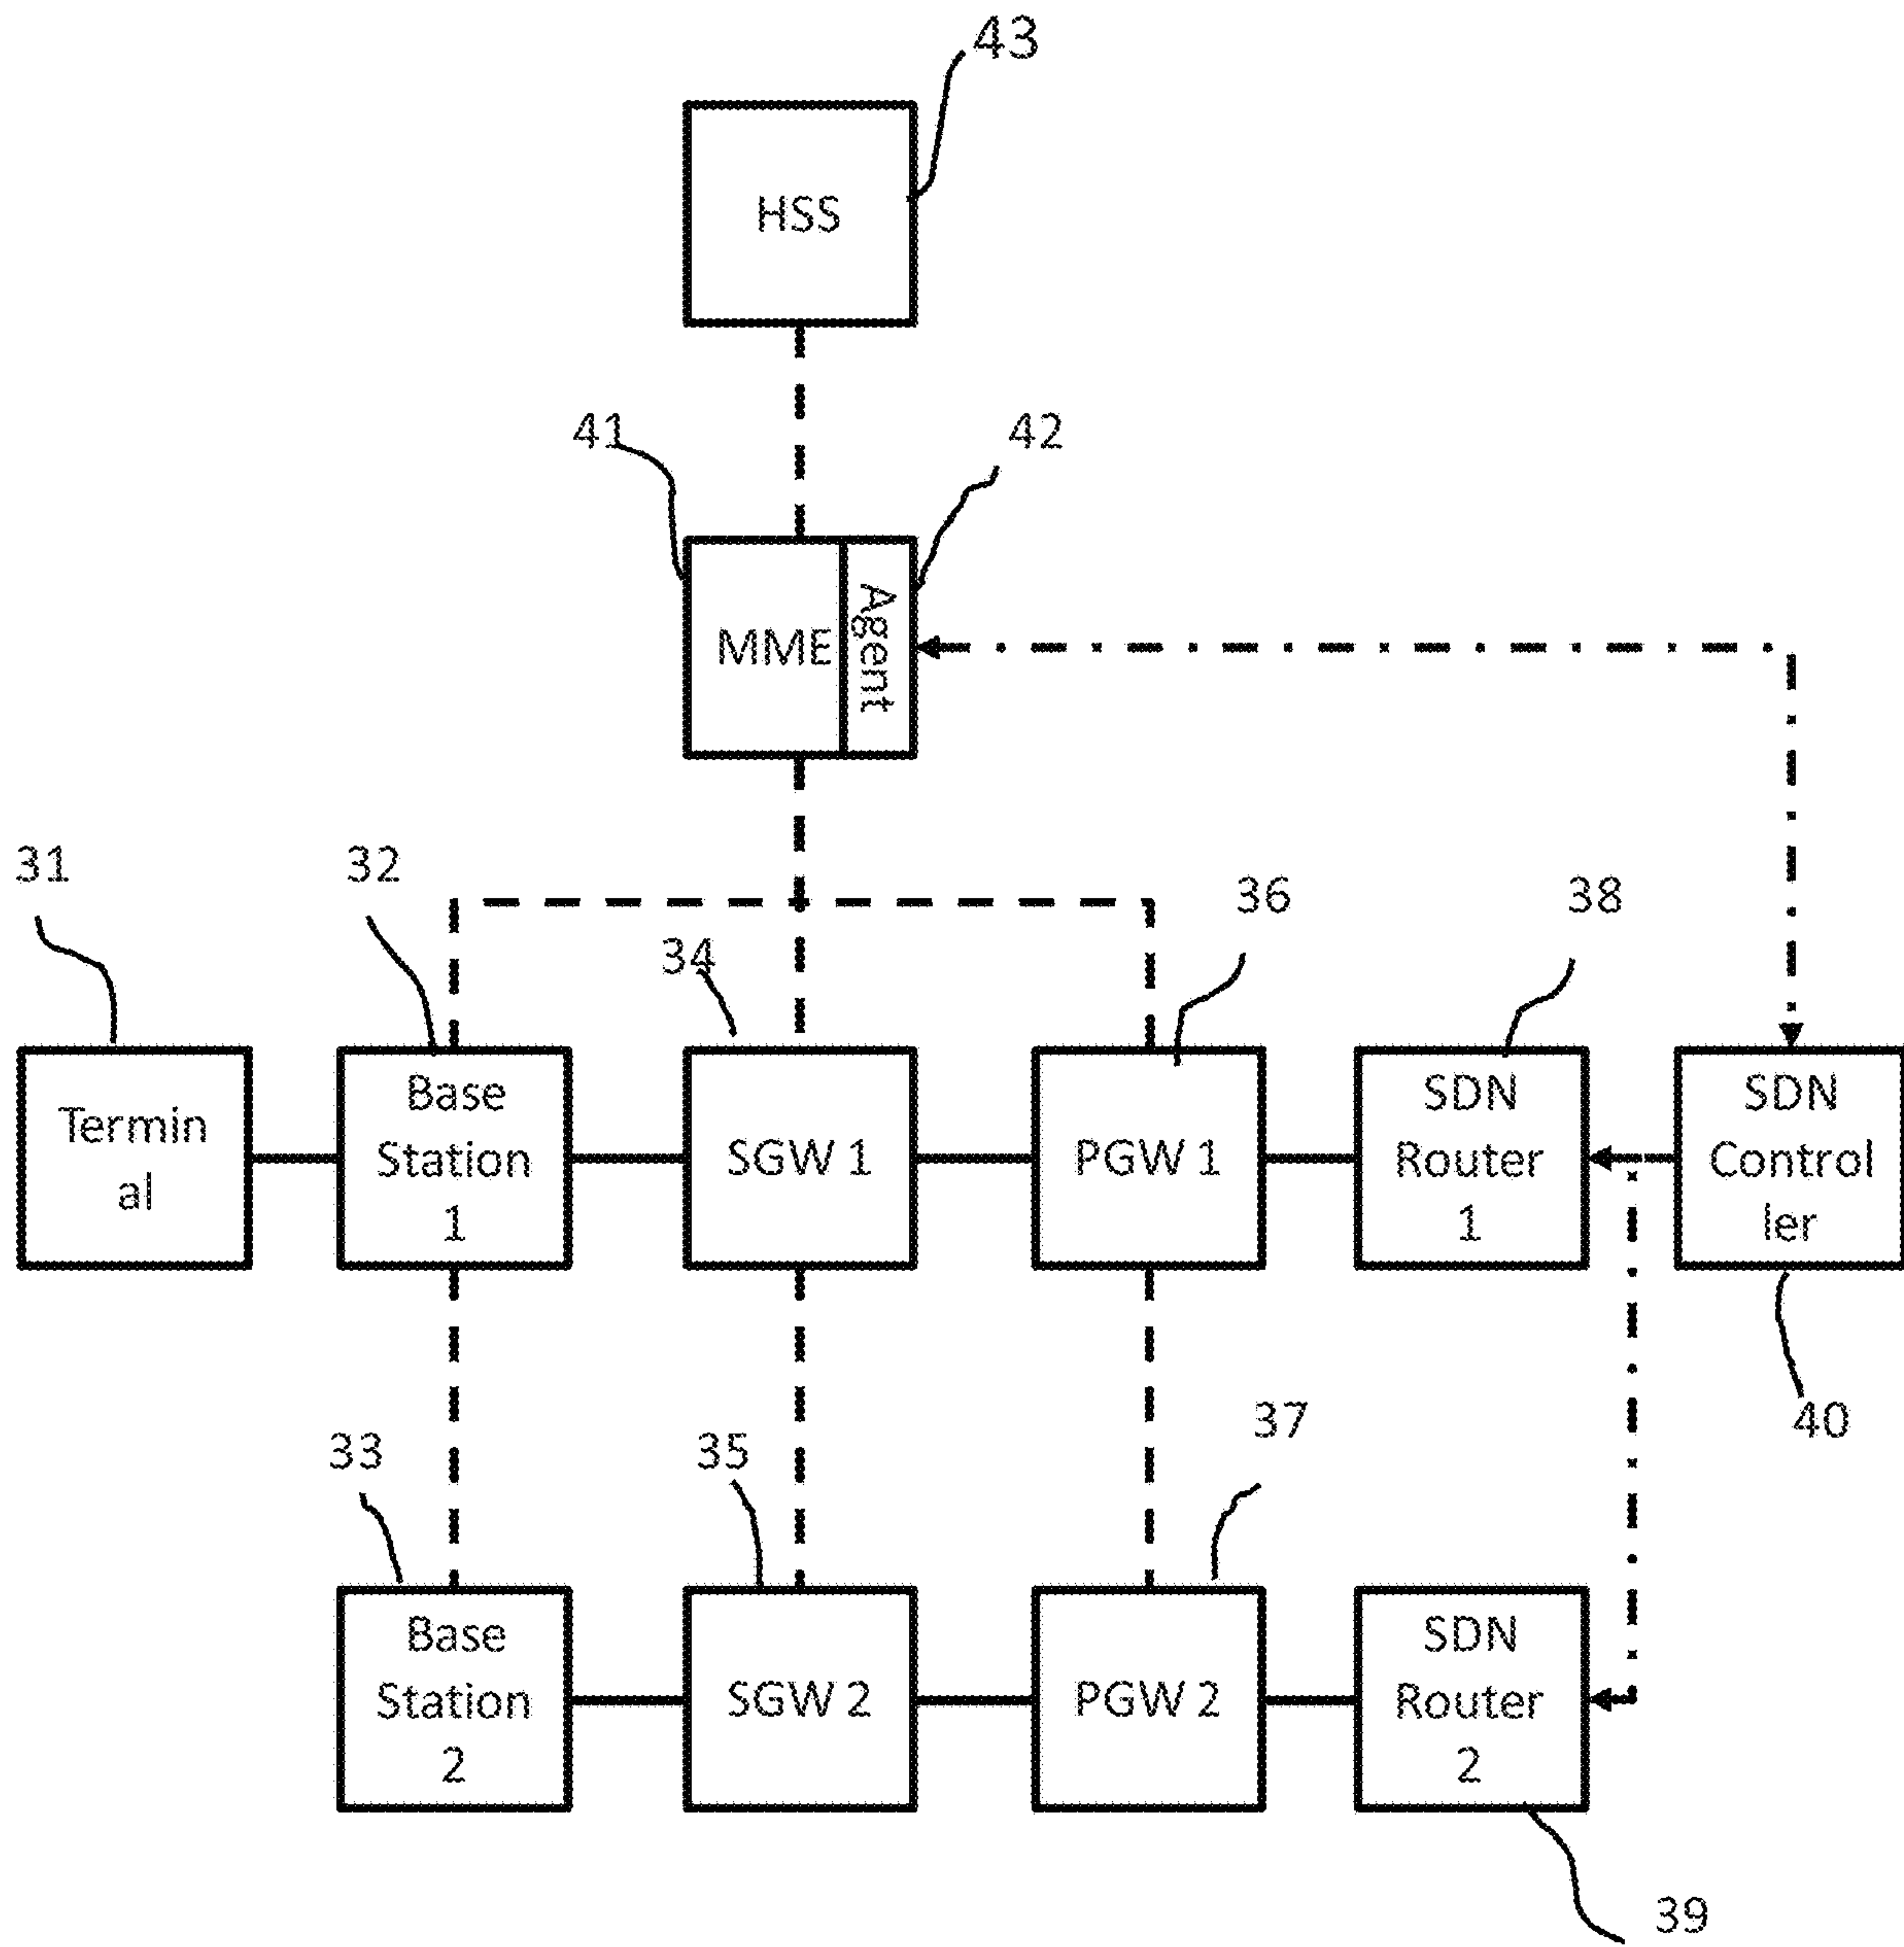 43
HSS
41
42
MME
Agent
31
32
34
36
38
Termin
al
Base
Station
1
SGW 1
PGW 1
SDN
Router
1
SDN
Control
ler
40
33
35
37
Base
Station
2
SGW 2
PGW 2
SDN
Router
2
39